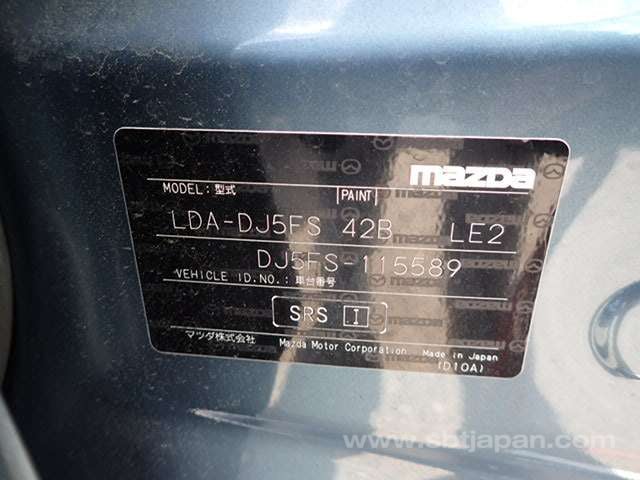 mazda
MODEL: 型式 PAINT
LDA-DJ5FS 42B LE2
DJ5FS-115589
VEHICLE ID.NO.: 車台番号
SRS I
マツダ株式会社 Mazda Motor Corporation Made in Japan
(D10A)
www.sbtjapan.com